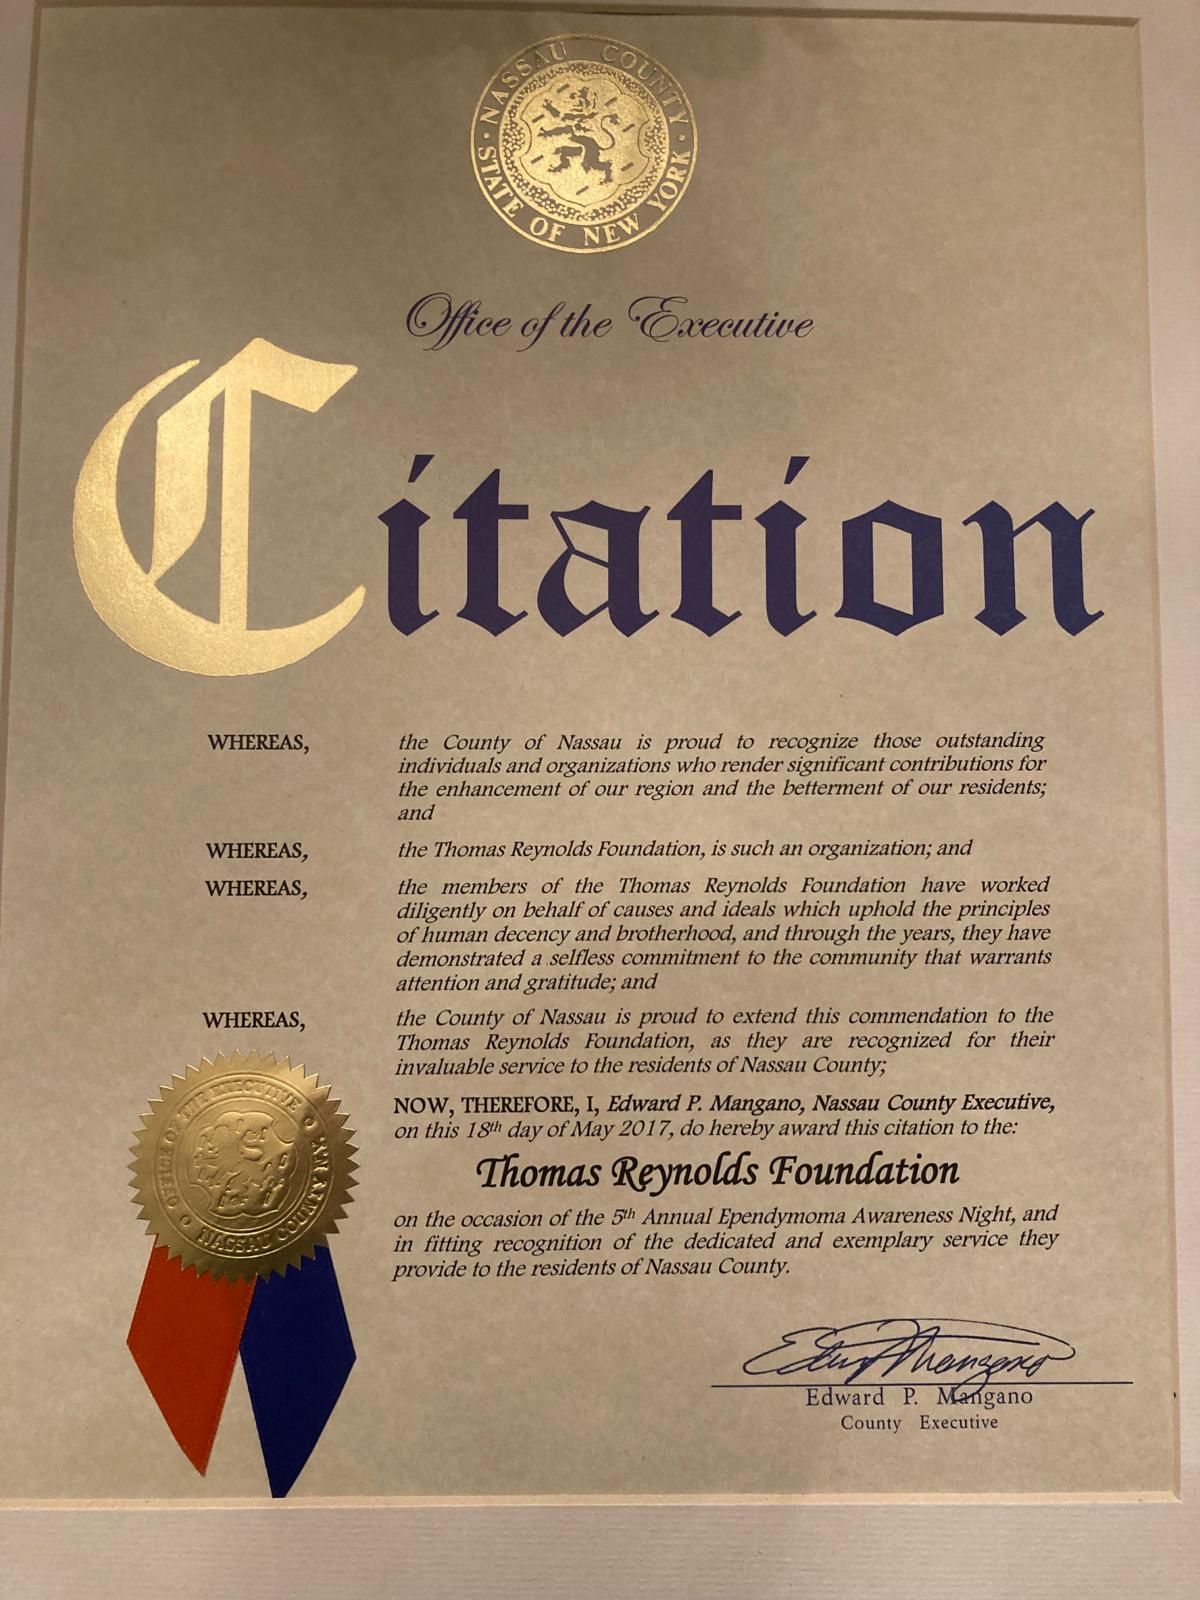 NASSAU COUNTY
STATE OF NEW YORK
Office of the Executive
Citation
WHEREAS, the County of Nassau is proud to recognize those outstanding
individuals and organizations who render significant contributions for
the enhancement of our region and the betterment of our residents;
and
WHEREAS, the Thomas Reynolds Foundation, is such an organization; and
WHEREAS, the members of the Thomas Reynolds Foundation have worked
diligently on behalf of causes and ideals which uphold the principles
of human decency and brotherhood, and through the years, they have
demonstrated a selfless commitment to the community that warrants
attention and gratitude; and
WHEREAS, the County of Nassau is proud to extend this commendation to the
Thomas Reynolds Foundation, as they are recognized for their
invaluable service to the residents of Nassau County;
NOW, THEREFORE, I, Edward P. Mangano, Nassau County Executive,
on this 18th day of May 2017, do hereby award this citation to the:
Thomas Reynolds Foundation
on the occasion of the 5th Annual Ependymoma Awareness Night, and
in fitting recognition of the dedicated and exemplary service they
provide to the residents of Nassau County.
OFFICE OF THE EXECUTIVE
NASSAU COUNTY, NY
Edward P. Mangano
Edward P. Mangano
County Executive